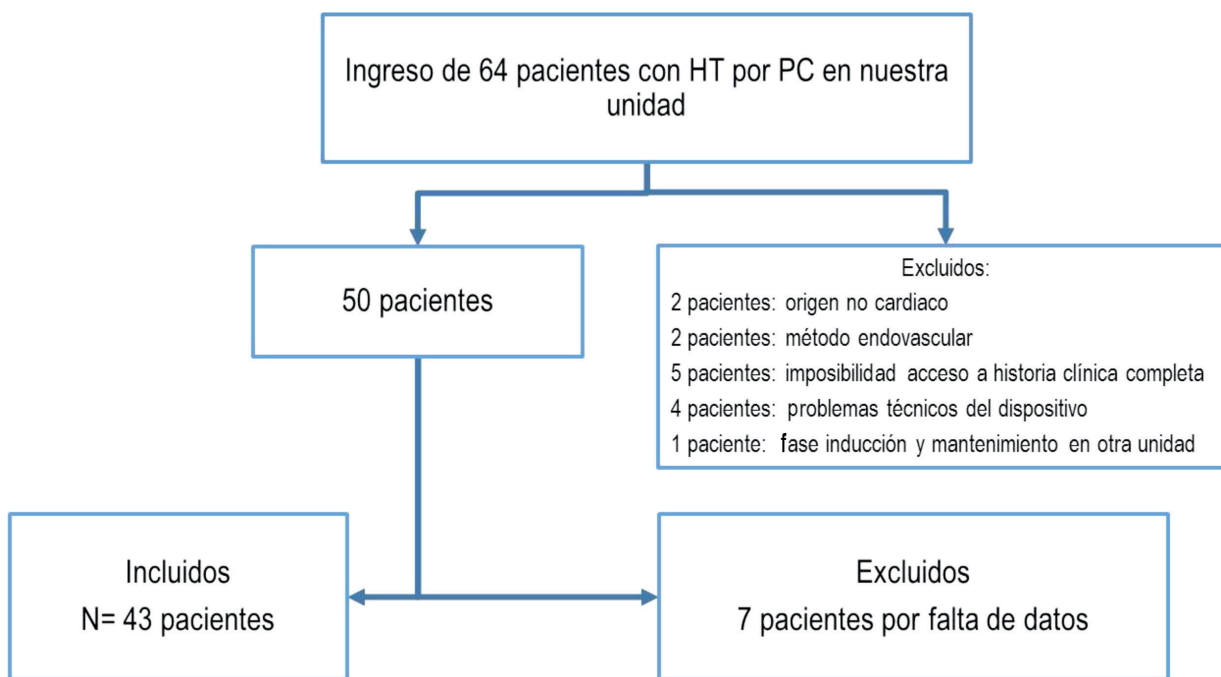 Ingreso de 64 pacientes con HT por PC en nuestra
unidad
50 pacientes
Excluidos:
2 pacientes: origen no cardiaco
2 pacientes: método endovascular
5 pacientes: imposibilidad acceso a historia clínica completa
4 pacientes: problemas técnicos del dispositivo
1 paciente: fase inducción y mantenimiento en otra unidad
Incluidos
N= 43 pacientes
Excluidos
7 pacientes por falta de datos